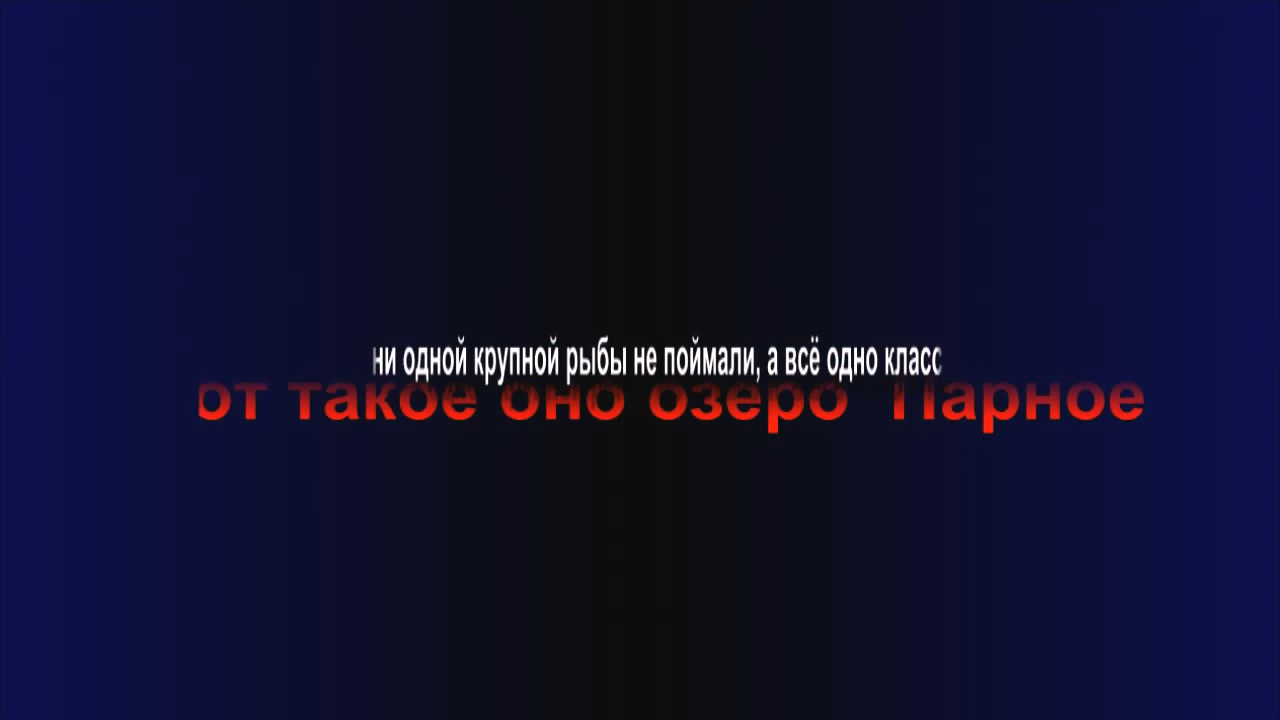 ни одной крупной рыбы не поймали, а всё одно класс
от такое оно озеро Парное